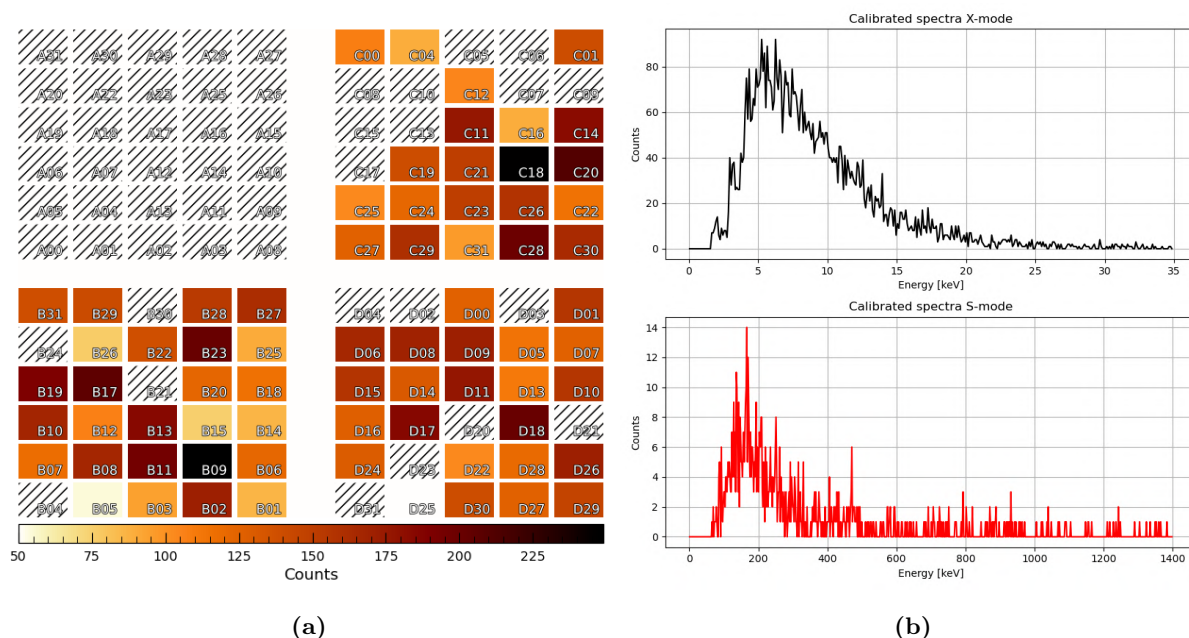 A31 A30 A29 A28 A27
A20 A22 A23 A25 A26
A19 A18 A17 A16 A15
A06 A07 A12 A14 A10
A05 A04 A13 A11 A09
A00 A01 A02 A03 A08
C00 C04 C05 C06 C01
C08 C10 C12 C07 C09
C15 C13 C11 C16 C14
C17 C19 C21 C18 C20
C25 C24 C23 C26 C22
C27 C29 C31 C28 C30
B31 B29 B30 B28 B27
B24 B26 B22 B23 B25
B19 B17 B21 B20 B18
B10 B12 B13 B15 B14
B07 B08 B11 B09 B06
B04 B05 B03 B02 B01
D04 D02 D00 D03 D01
D06 D08 D09 D05 D07
D15 D14 D11 D13 D10
D16 D17 D20 D18 D21
D24 D23 D22 D28 D26
D31 D25 D30 D27 D29
50 75 100 125 150 175 200 225
Counts
(a)
Calibrated spectra X-mode
80
60
40
20
0
Counts
0 5 10 15 20 25 30 35
Energy [keV]
Calibrated spectra S-mode
14
12
10
8
6
4
2
0
Counts
0 200 400 600 800 1000 1200 1400
Energy [keV]
(b)